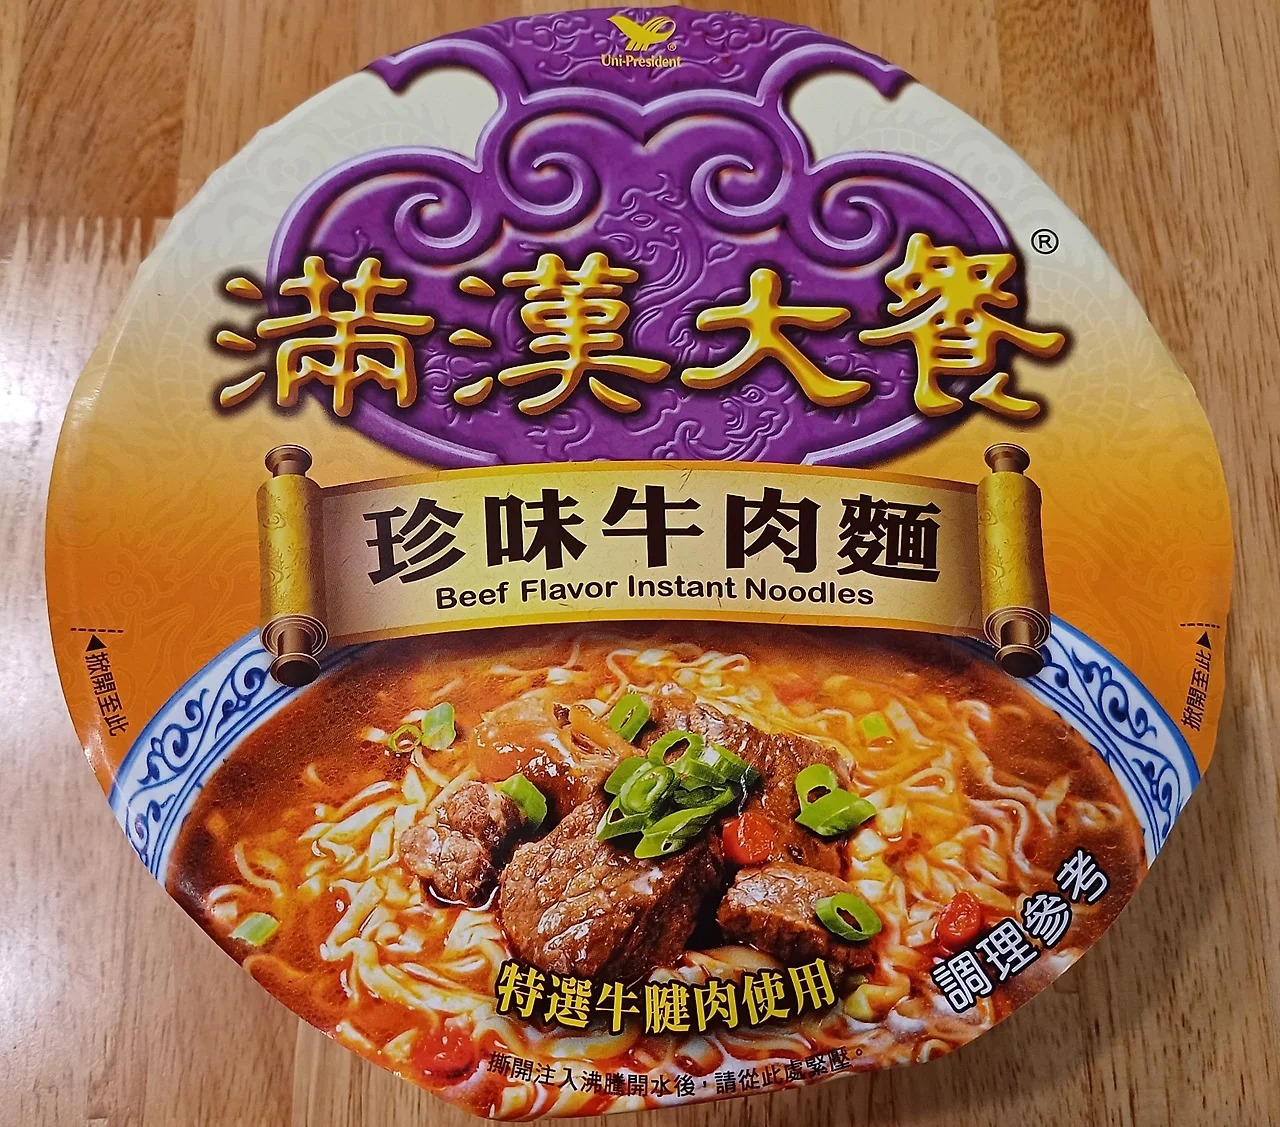 Uni-President
®
滿漢大餐
®
珍味牛肉麵
Beef Flavor Instant Noodles
掀開至此
掀開至此
調理參考
特選牛腱肉使用
撕開注入沸騰開水後，請從此處緊壓。